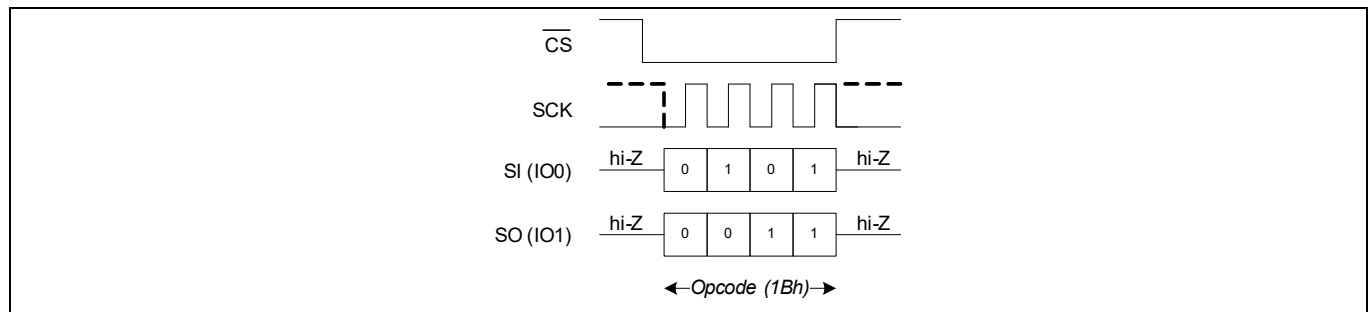 CS
SCK
SI (IO0) hi-Z 0 1 0 1 hi-Z
SO (IO1) hi-Z 0 0 1 1 hi-Z
Opcode (1Bh)